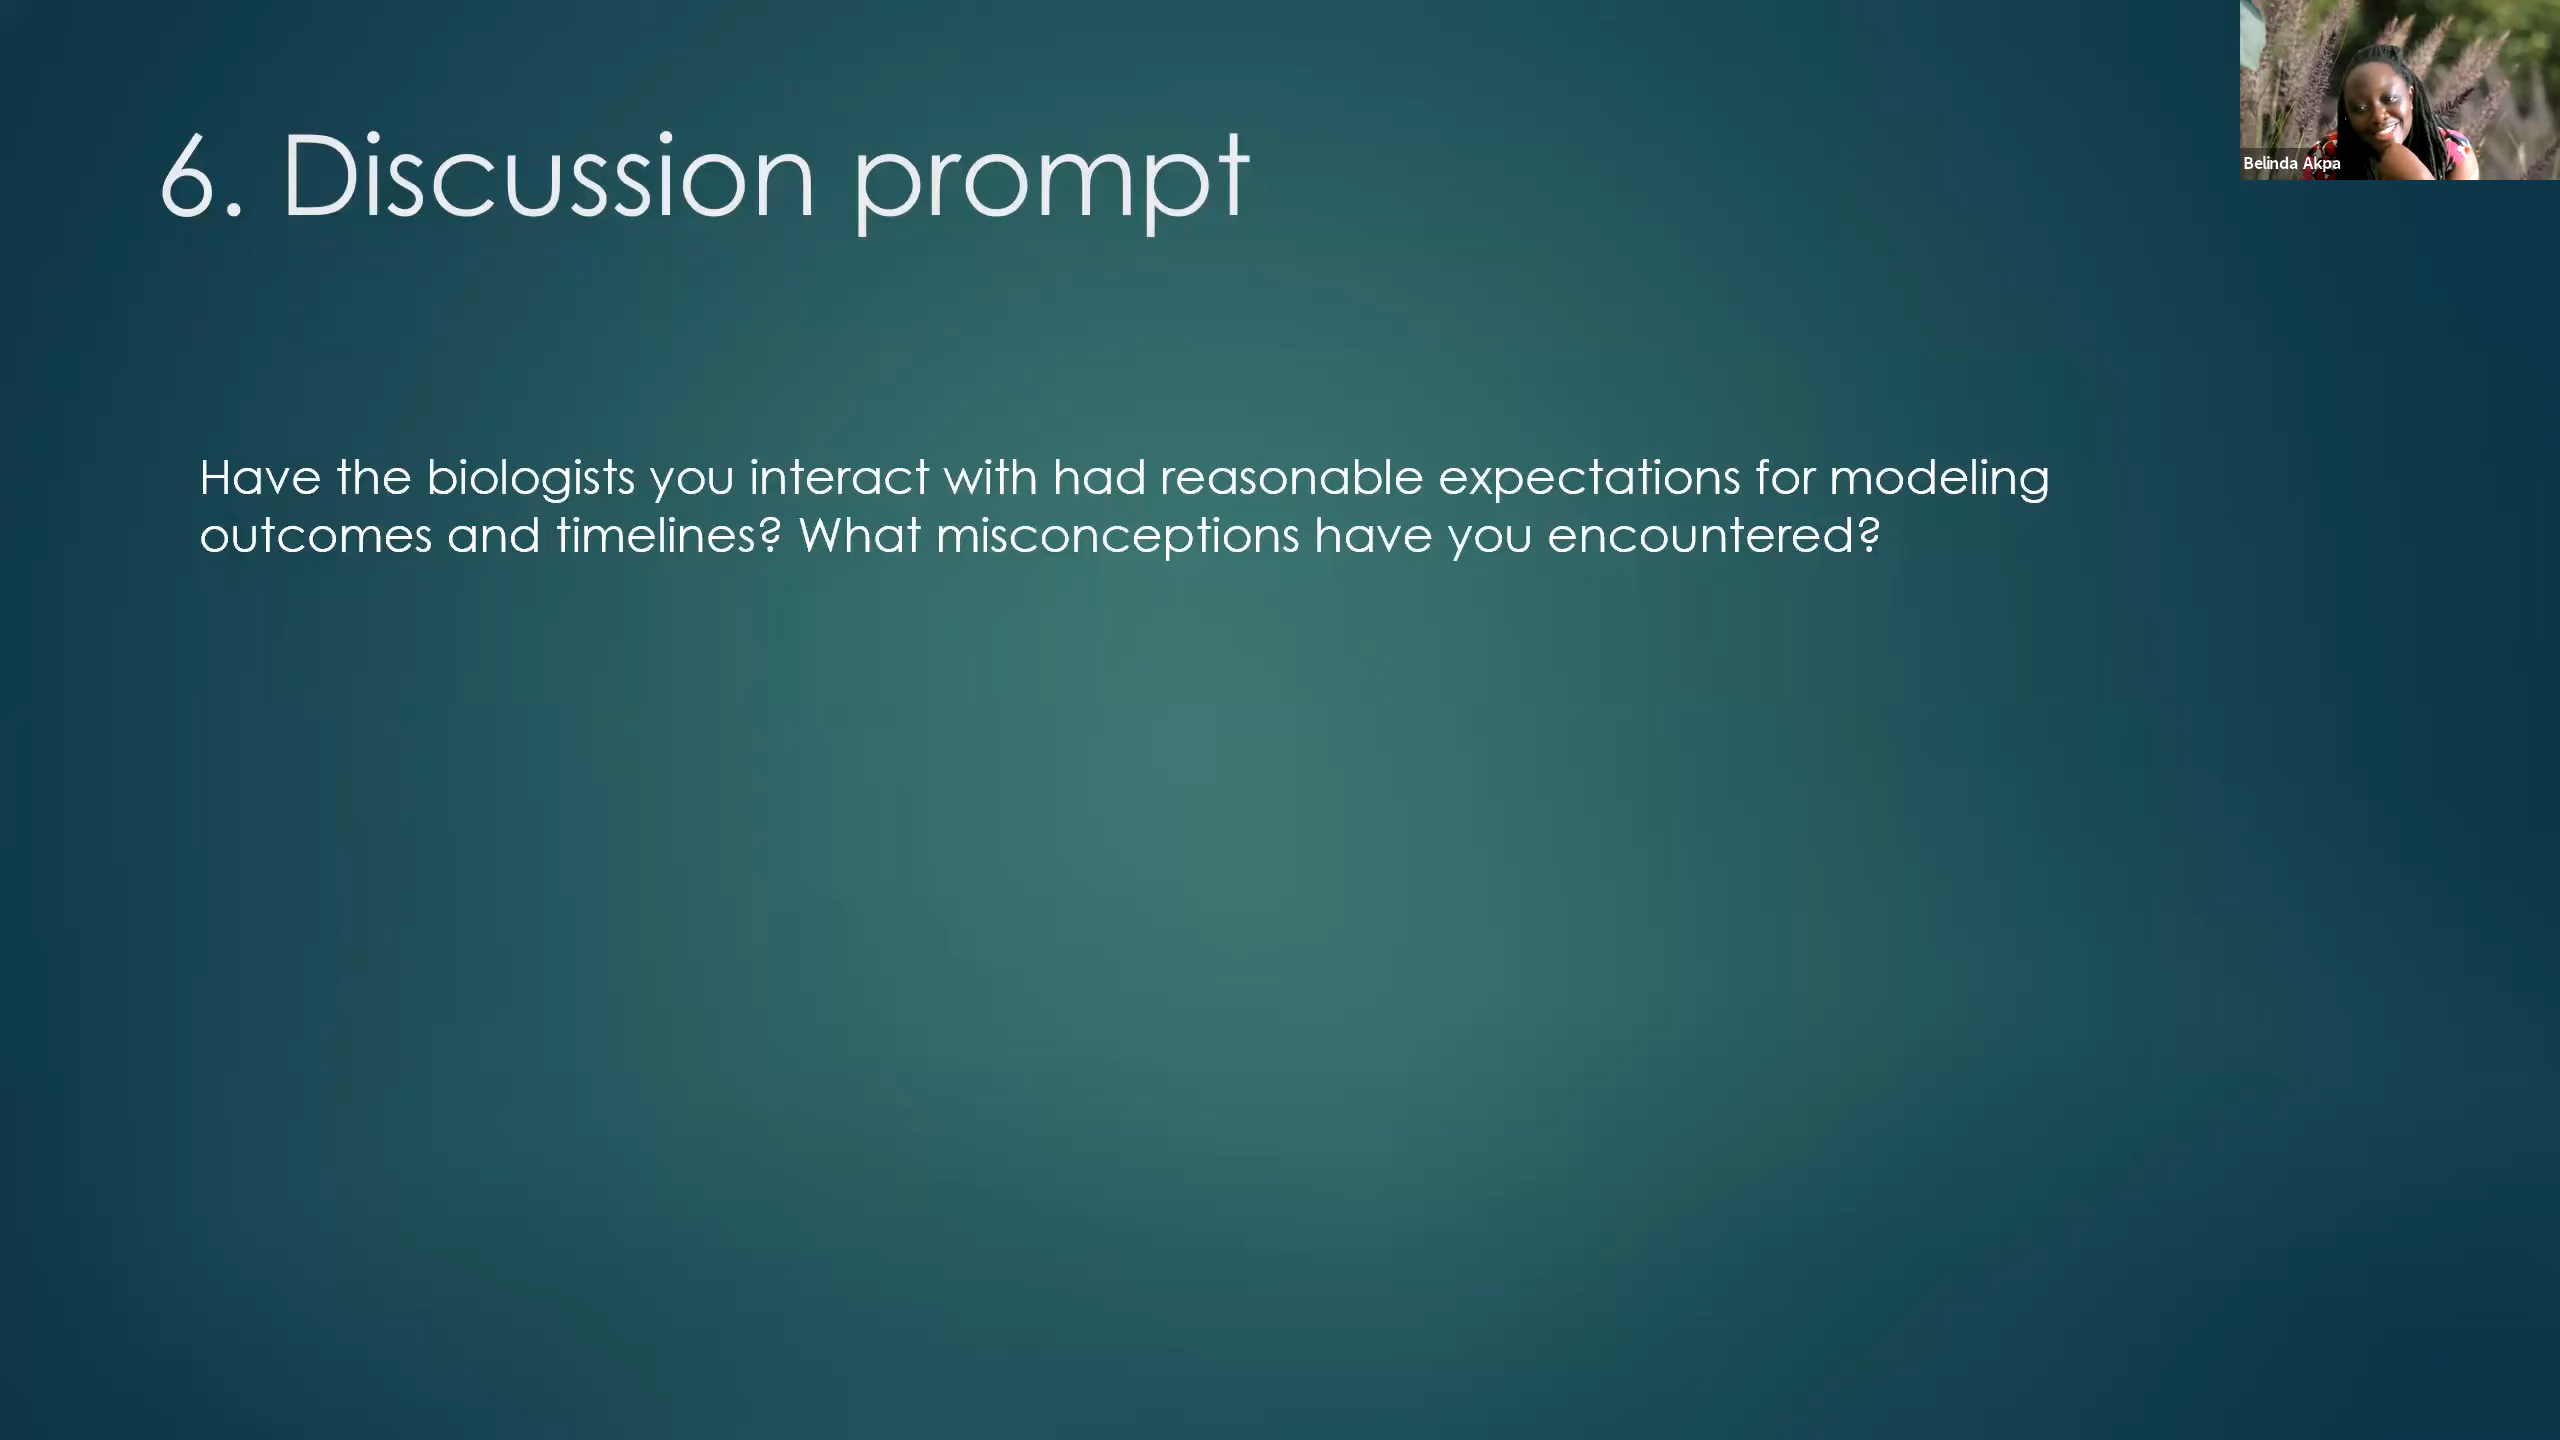 6. Discussion prompt
Belinda Akpa
Have the biologists you interact with had reasonable expectations for modeling
outcomes and timelines? What misconceptions have you encountered?